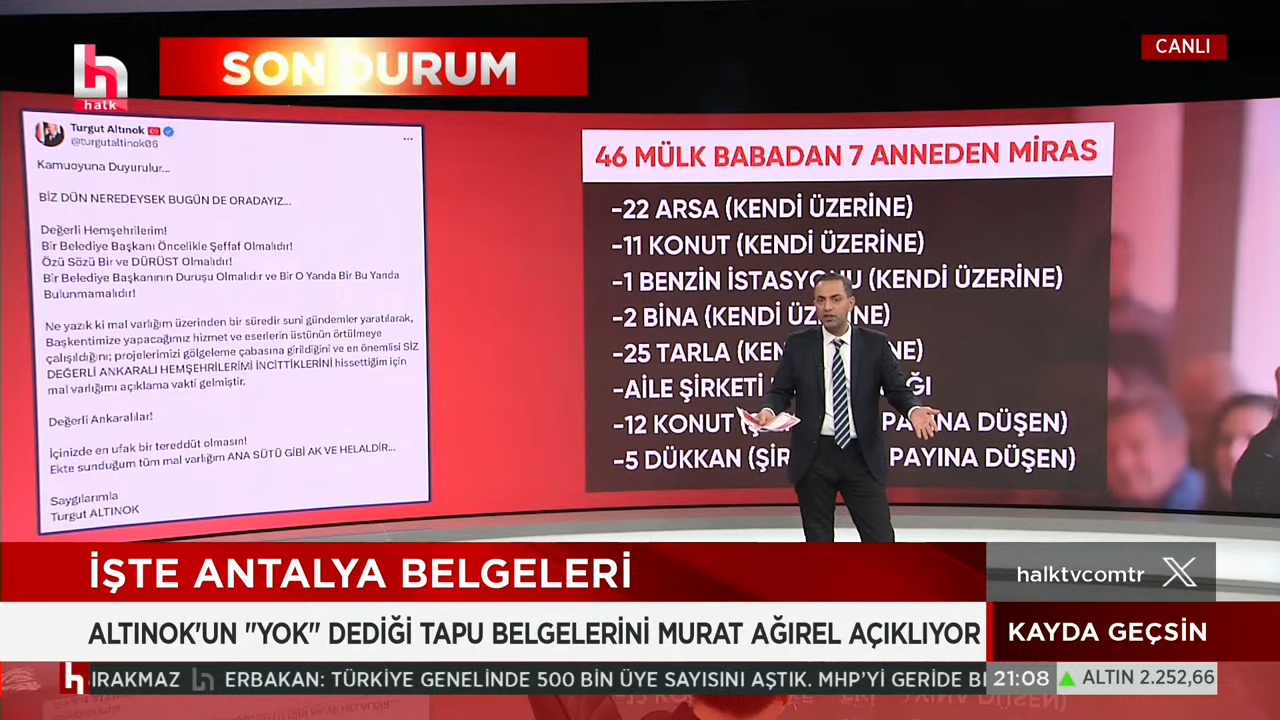 SON DURUM
CANLI
halk
Turgut Altınok
@turgutaltinok06
Kamuoyuna Duyurulur...
BİZ DÜN NEREDEYSEK BUGÜN DE ORADAYIZ...
Değerli Hemşehrilerim!
Bir Belediye Başkanı Öncelikle Şeffaf Olmalıdır!
Özü Sözü Bir ve DÜRÜST Olmalıdır!
Bir Belediye Başkanının Duruşu Olmalıdır ve Bir O Yanda Bir Bu Yanda
Bulunmamalıdır!
Ne yazık ki mal varlığım üzerinden bir süredir suni gündemler yaratılarak,
Başkentimize yapacağımız hizmet ve eserlerin üstünün örtülmeye
çalışıldığını; projelerimizi gölgeleme çabasına girildiğini ve en önemlisi SİZ
DEĞERLİ ANKARALI HEMŞEHRİLERİMİ İNCİTTİKLERİNİ hissettiğim için
mal varlığımı açıklama vakti gelmiştir.
Değerli Ankaralılar!
İçinizde en ufak bir tereddüt olmasın!
Ekte sunduğum tüm mal varlığım ANA SÜTÜ GİBİ AK VE HELALDİR...
Saygılarımla
Turgut ALTINOK
46 MÜLK BABADAN 7 ANNEDEN MİRAS
-22 ARSA (KENDİ ÜZERİNE)
-11 KONUT (KENDİ ÜZERİNE)
-1 BENZİN İSTASYONU (KENDİ ÜZERİNE)
-2 BİNA (KENDİ ÜZERİNE)
-25 TARLA (KEN NE)
-AİLE ŞİRKETİ
-12 KONUT PAYINA DÜŞEN)
-5 DÜKKAN (ŞİR PAYINA DÜŞEN)
İŞTE ANTALYA BELGELERİ
halktvcomtr X
ALTINOK'UN "YOK" DEDİĞİ TAPU BELGELERİNİ MURAT AĞIREL AÇIKLIYOR
KAYDA GEÇSİN
IRAKMAZ ERBAKAN: TÜRKİYE GENELİNDE 500 BİN ÜYE SAYISINI AŞTIK. MHP'Yİ GERİDE 21:08 ALTIN 2.252,66